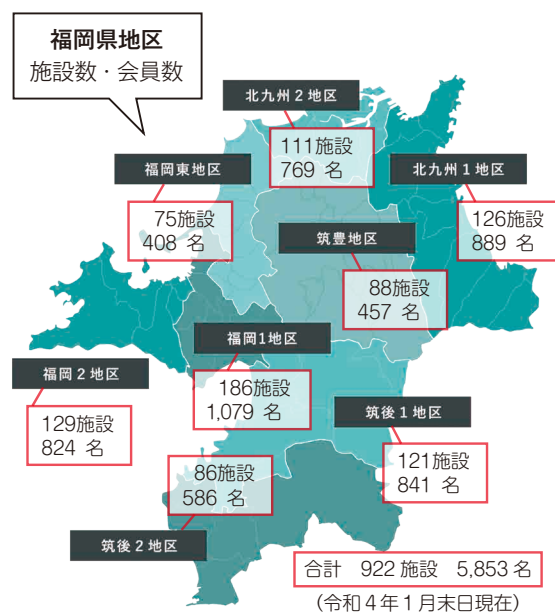 福岡県地区
施設数・会員数
北九州2地区
111施設
769 名
福岡東地区
75施設
408 名
北九州1地区
126施設
889 名
筑豊地区
88施設
457 名
福岡1地区
186施設
1,079 名
福岡2地区
129施設
824 名
筑後1地区
121施設
841 名
86施設
586 名
筑後2地区
合計 922施設 5,853名
(令和4年1月末日現在)